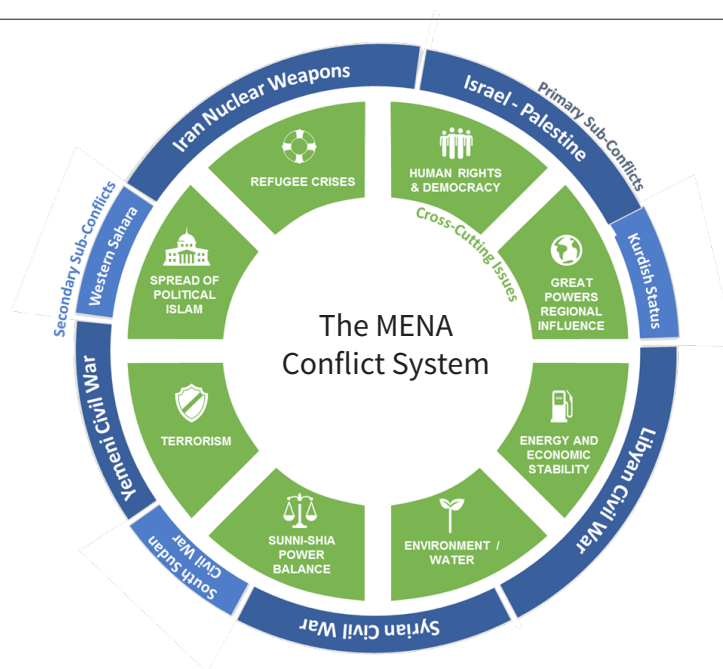 The MENA
Conflict System
Cross-Cutting Issues
HUMAN RIGHTS
& DEMOCRACY
GREAT
POWERS
REGIONAL
INFLUENCE
ENERGY AND
ECONOMIC
STABILITY
ENVIRONMENT /
WATER
SUNNI-SHIA
POWER
BALANCE
TERRORISM
SPREAD OF
POLITICAL
ISLAM
REFUGEE CRISES
Primary Sub-Conflicts
Israel - Palestine
Kurdish Status
Libyan Civil War
Syrian Civil War
South Sudan
Civil War
Yemeni Civil War
Secondary Sub-Conflicts
Western Sahara
Iran Nuclear Weapons